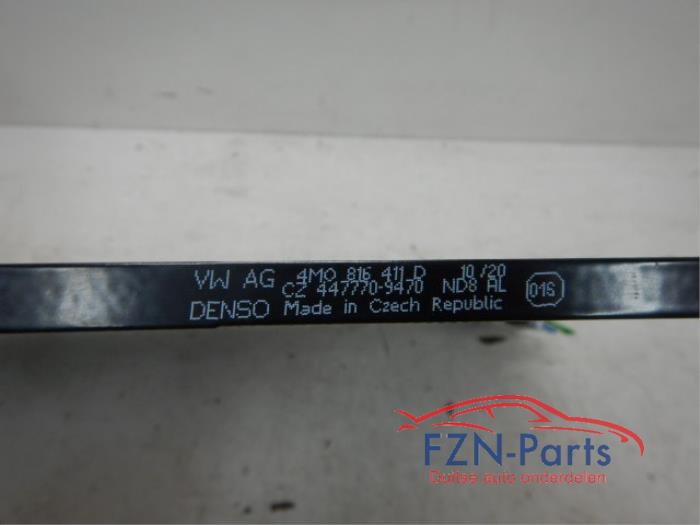 VW AG 4M0 816 411 D 10/20
CZ 447770-9470 ND8 AL
DENSO Made in Czech Republic
01S
FZN-Parts
Duitse auto onderdelen